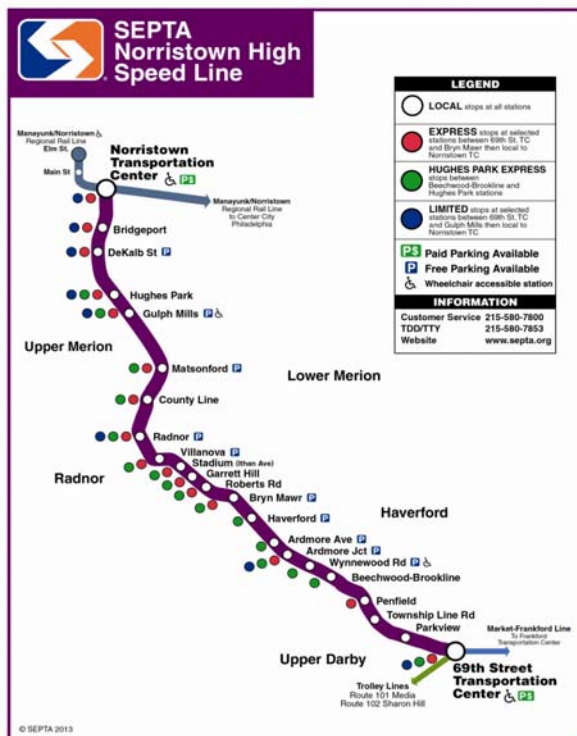 SEPTA
Norristown High
Speed Line
LEGEND
LOCAL stops at all stations
EXPRESS stops at selected
stations between 69th St. TC
and Bryn Mawr then local to
Norristown TC
HUGHES PARK EXPRESS
stops between
Beechwood-Brookline and
Hughes Park stations
LIMITED stops at selected
stations between 69th St. TC
and Gulph Mills then local to
Norristown TC
P$ Paid Parking Available
P Free Parking Available
Wheelchair accessible station
INFORMATION
Customer Service 215-580-7800
TDD/TTY 215-580-7853
Website www.septa.org
Manayunk/Norristown
Regional Rail Line
Elm St.
Main St
Norristown
Transportation
Center P$
Manayunk/Norristown
Regional Rail Line
to Center City
Philadelphia
Bridgeport
DeKalb St P
Hughes Park
Gulph Mills P
Upper Merion
Matsonford P
Lower Merion
County Line
Radnor P
Villanova P
Stadium (Ithan Ave)
Radnor
Garrett Hill
Roberts Rd
Bryn Mawr P
Haverford P
Haverford
Ardmore Ave P
Ardmore Jct P
Wynnewood Rd P
Beechwood-Brookline
Penfield
Township Line Rd
Parkview
Market-Frankford Line
To Frankford
Transportation Center
Upper Darby
69th Street
Transportation
Center P$
Trolley Lines
Route 101 Media
Route 102 Sharon Hill
© SEPTA 2013